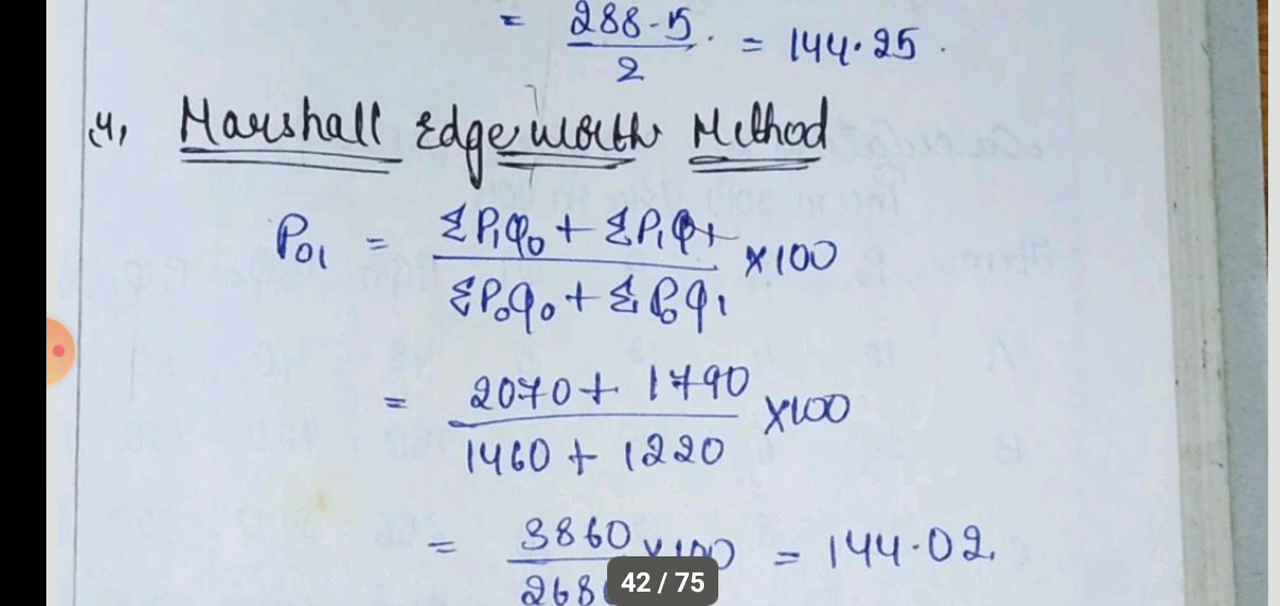 = 288.5 / 2 . = 144.25 .
4, Marshall Edgeworth Method
P₀₁ = ΣP₁q₀ + ΣP₁q₁ / ΣP₀q₀ + ΣP₀q₁ ×100
= 2070 + 1790 / 1460 + 1220 ×100
= 3860 / 268 ×100 = 144.02.
42 / 75